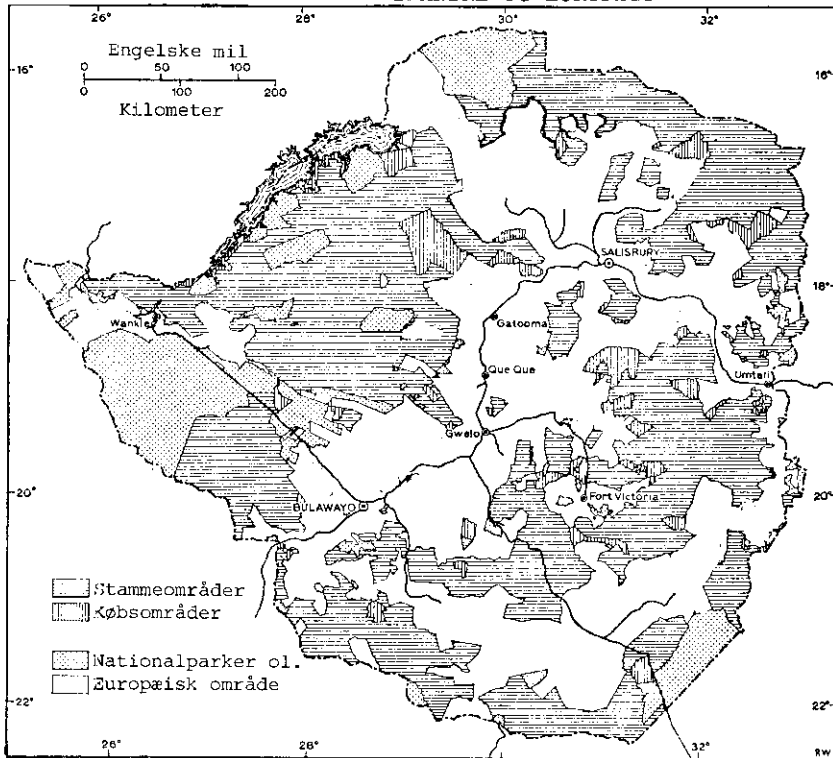 26° 30° 32°
Engelske mil
0 50 100
0 100 200
Kilometer
16° 16°
SALISRURY
18° 18°
Wankie
Gatooma
Que Que
Umtali
Gwelo
20° 20°
BULAWAYO
Fort Victoria
Stammeområder
Købsområder
Nationalparker ol.
Europæisk område
22° 22°
26° 28° 32°
RW